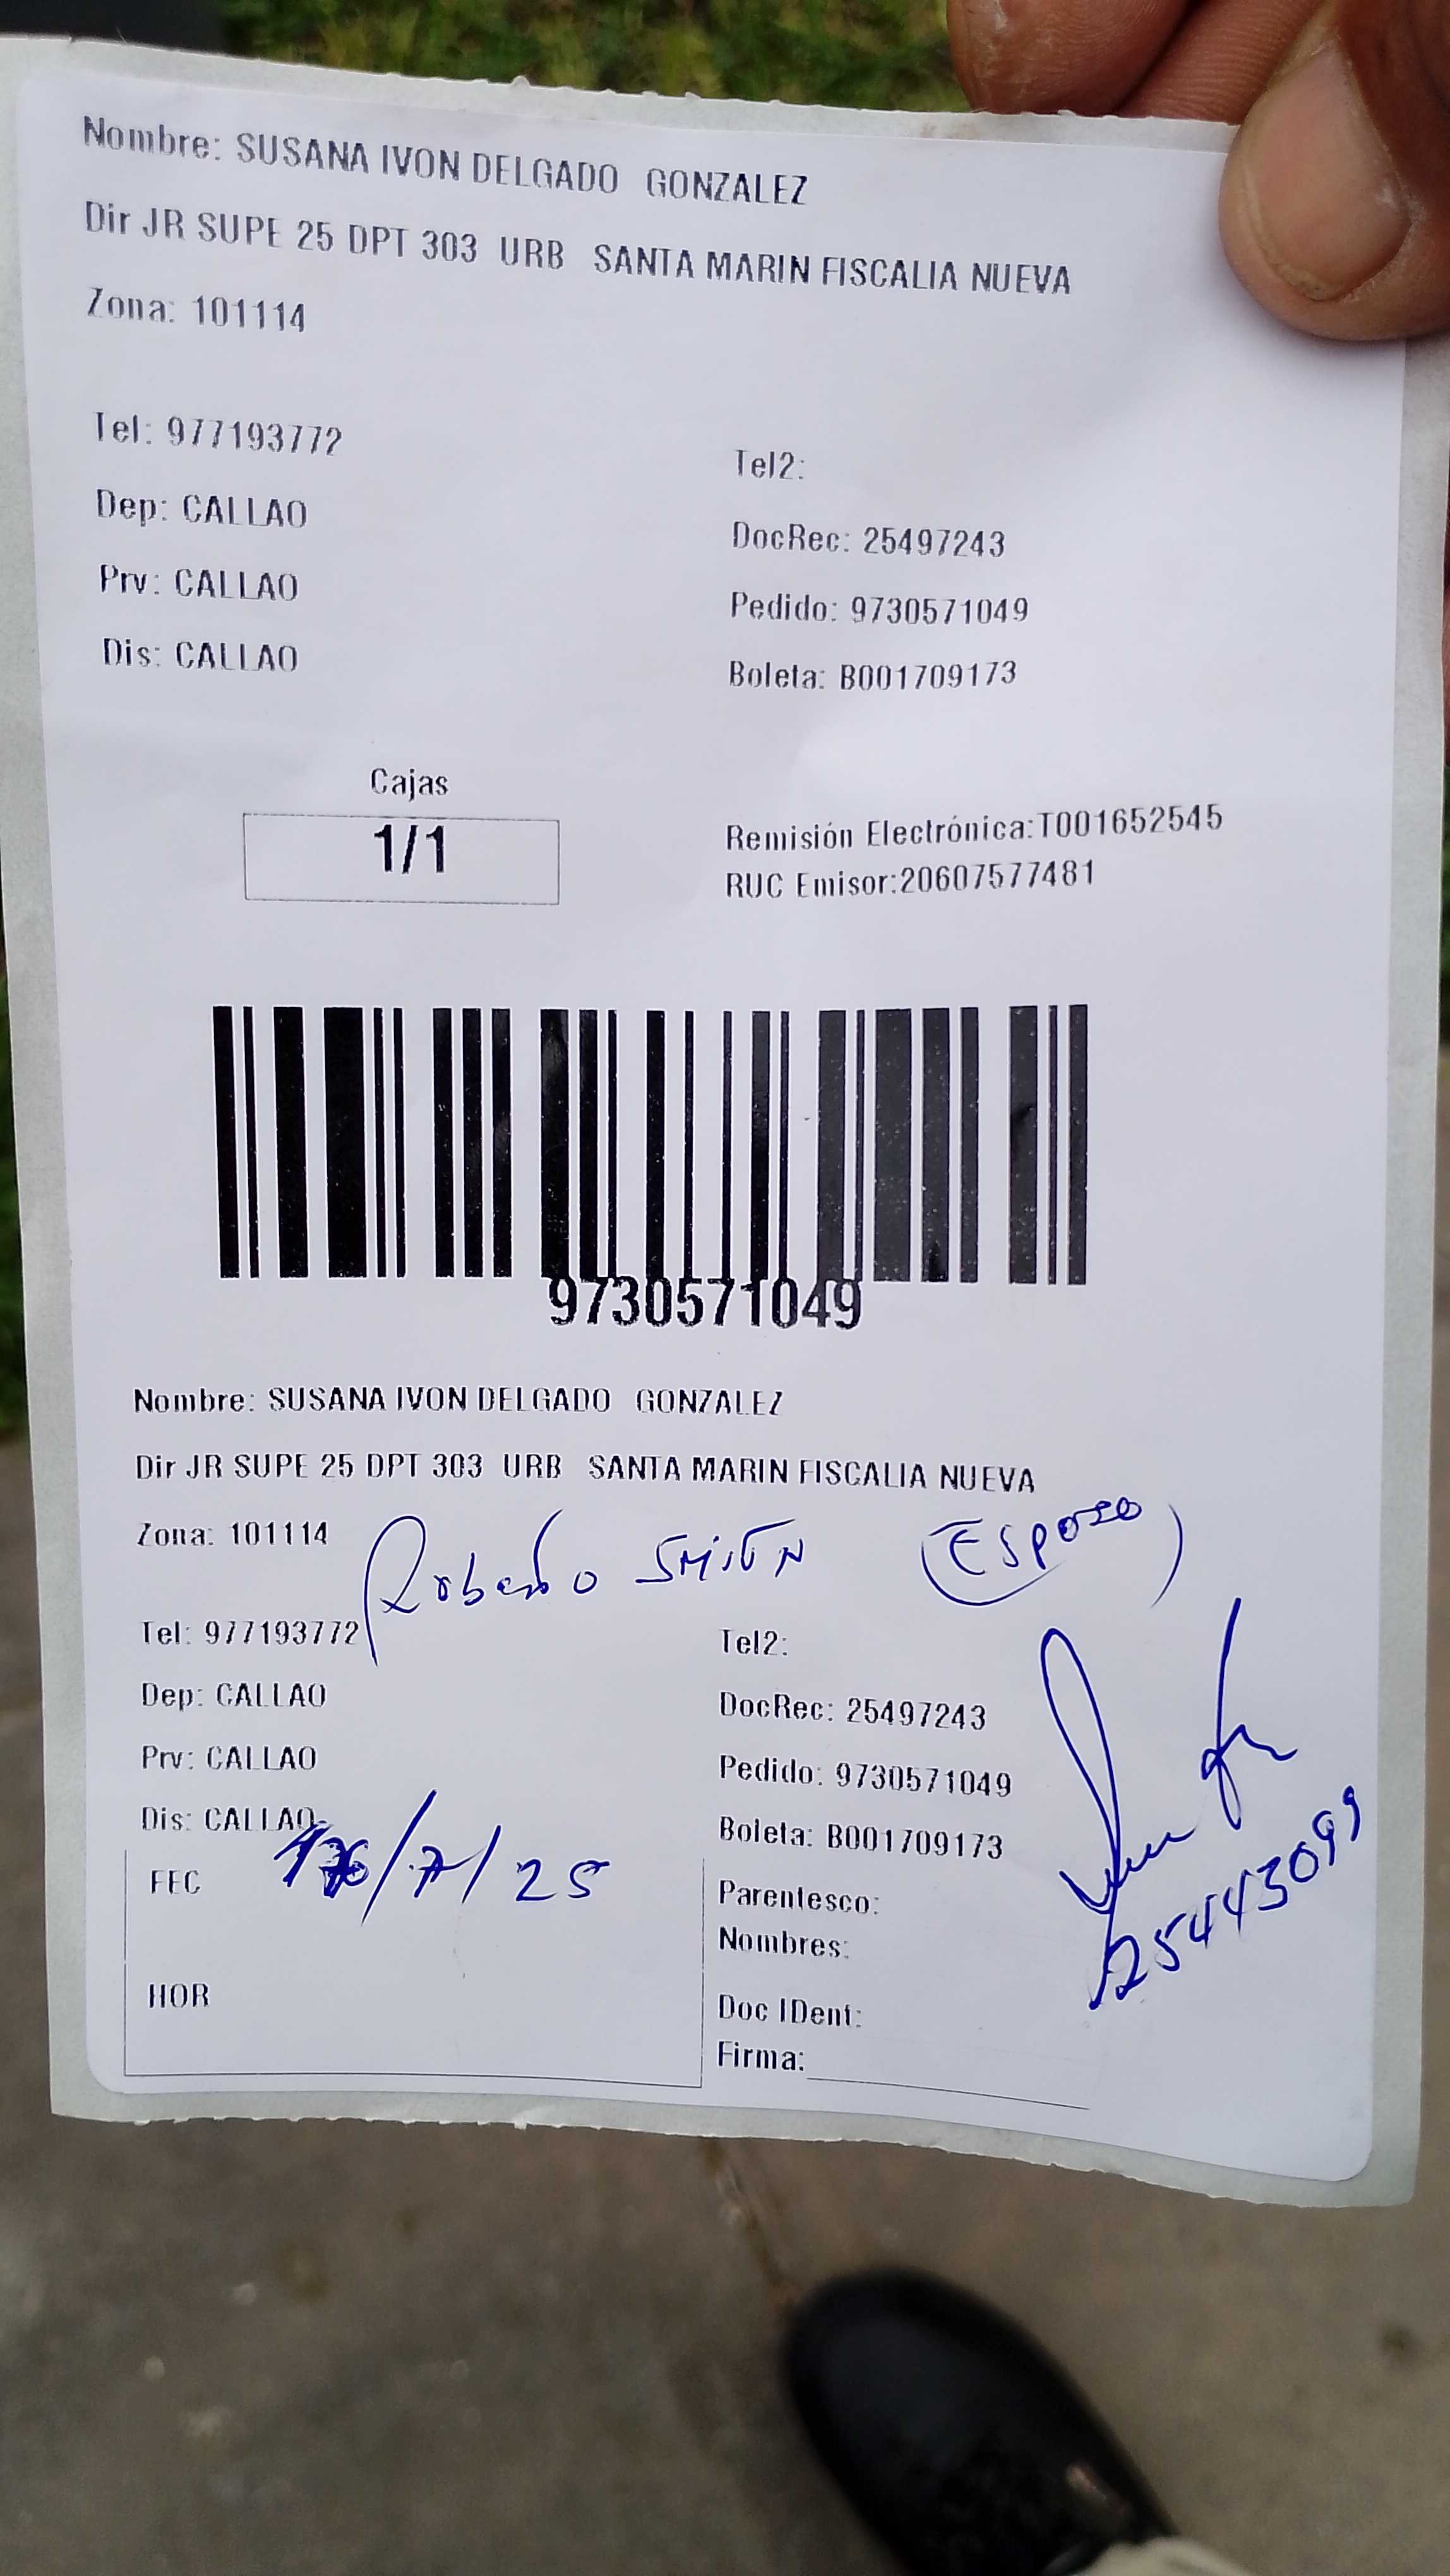 Nombre: SUSANA IVON DELGADO GONZALEZ
Dir JR SUPE 25 DPT 303 URB SANTA MARIN FISCALIA NUEVA
Zona: 101114
Tel: 977193772
Tel2:
Dep: CALLAO
DocRec: 25497243
Prv: CALLAO
Pedido: 9730571049
Dis: CALLAO
Boleta: B001709173
Cajas
1/1
Remisión Electrónica:T001652545
RUC Emisor:20607577481
9730571049
Nombre: SUSANA IVON DELGADO GONZALEZ
Dir JR SUPE 25 DPT 303 URB SANTA MARIN FISCALIA NUEVA
Zona: 101114
Roberto (Esposo)
Tel: 977193772
Tel2:
Dep: CALLAO
DocRec: 25497243
Prv: CALLAO
Pedido: 9730571049
Dis: CALLAO
Boleta: B001709173
FEC /7/25
25443099
Parentesco:
Nombres:
HOR
Doc IDent:
Firma: